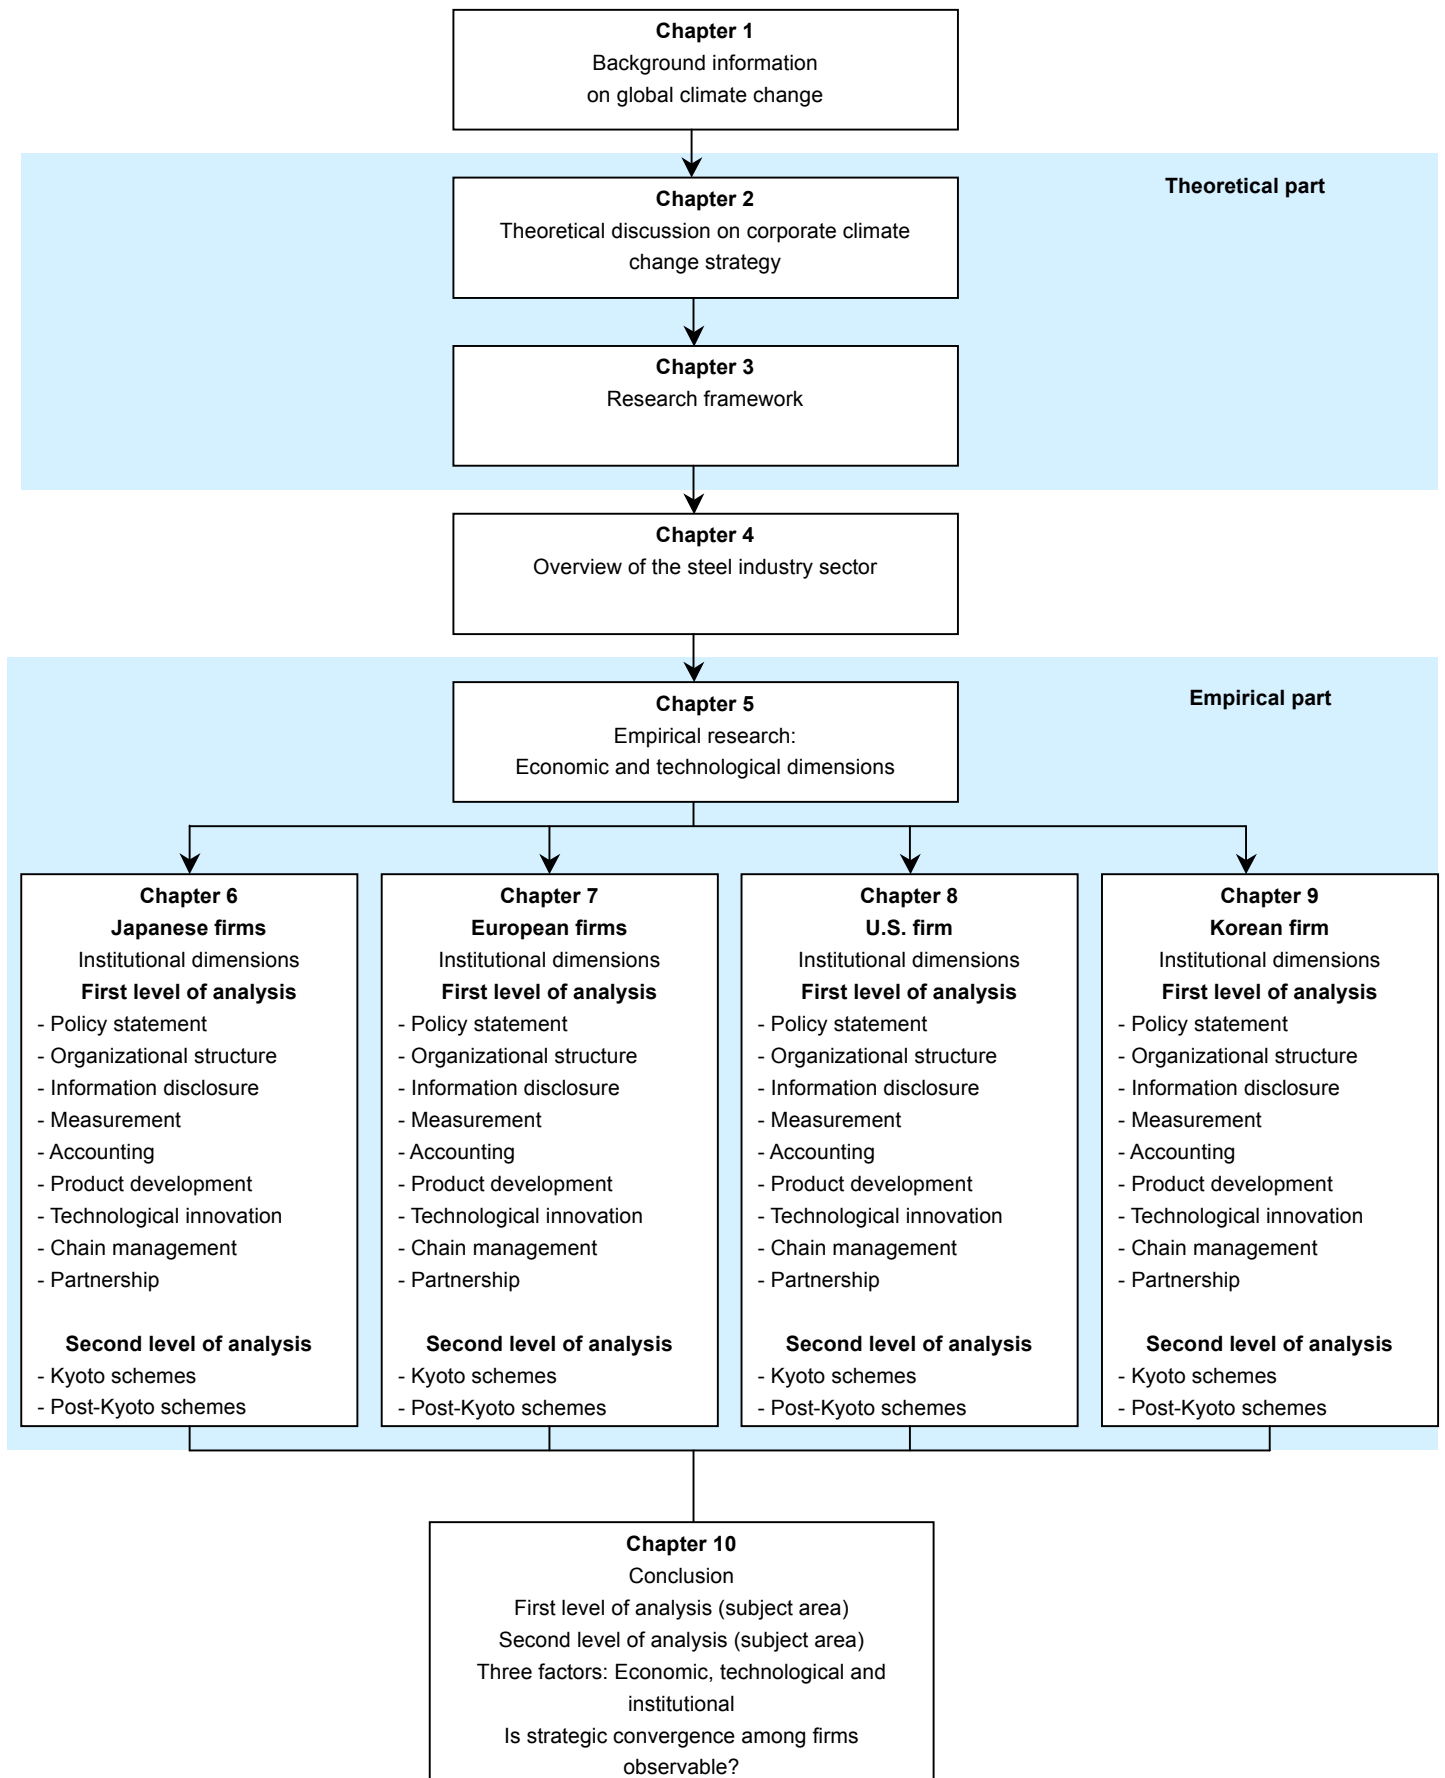 Chapter 1
Background information
on global climate change
Theoretical part
Chapter 2
Theoretical discussion on corporate climate
change strategy
Chapter 3
Research framework
Chapter 4
Overview of the steel industry sector
Empirical part
Chapter 5
Empirical research:
Economic and technological dimensions
Chapter 6
Japanese firms
Institutional dimensions
First level of analysis
- Policy statement
- Organizational structure
- Information disclosure
- Measurement
- Accounting
- Product development
- Technological innovation
- Chain management
- Partnership
Second level of analysis
- Kyoto schemes
- Post-Kyoto schemes
Chapter 7
European firms
Institutional dimensions
First level of analysis
- Policy statement
- Organizational structure
- Information disclosure
- Measurement
- Accounting
- Product development
- Technological innovation
- Chain management
- Partnership
Second level of analysis
- Kyoto schemes
- Post-Kyoto schemes
Chapter 8
U.S. firm
Institutional dimensions
First level of analysis
- Policy statement
- Organizational structure
- Information disclosure
- Measurement
- Accounting
- Product development
- Technological innovation
- Chain management
- Partnership
Second level of analysis
- Kyoto schemes
- Post-Kyoto schemes
Chapter 9
Korean firm
Institutional dimensions
First level of analysis
- Policy statement
- Organizational structure
- Information disclosure
- Measurement
- Accounting
- Product development
- Technological innovation
- Chain management
- Partnership
Second level of analysis
- Kyoto schemes
- Post-Kyoto schemes
Chapter 10
Conclusion
First level of analysis (subject area)
Second level of analysis (subject area)
Three factors: Economic, technological and
institutional
Is strategic convergence among firms
observable?